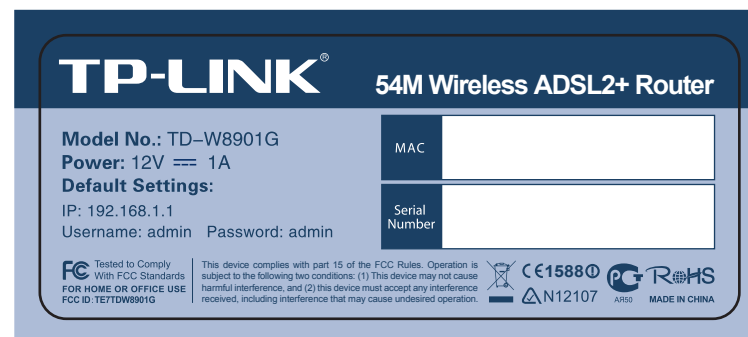 TP-LINK®
54M Wireless ADSL2+ Router
Model No.: TD-W8901G
Power: 12V ⎓ 1A
Default Settings:
IP: 192.168.1.1
Username: admin Password: admin
MAC
Serial
Number
FC Tested to Comply
With FCC Standards
FOR HOME OR OFFICE USE
FCC ID:TE7TDW8901G
This device complies with part 15 of the FCC Rules. Operation is
subject to the following two conditions: (1) This device may not cause
harmful interference, and (2) this device must accept any interference
received, including interference that may cause undesired operation.
CE1588
N12107
PCT
AR50
RoHS
MADE IN CHINA